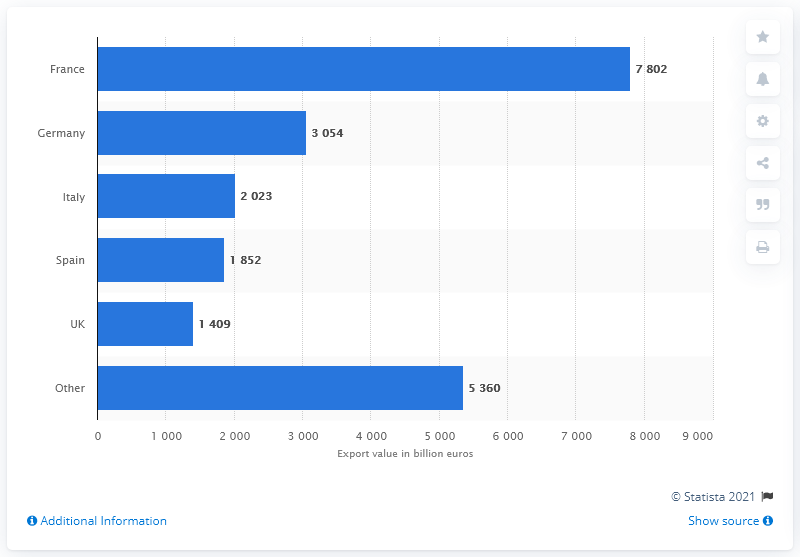 France 7 802
Germany 3 054
Italy 2 023
Spain 1 852
UK 1 409
Other 5 360
0 1 000 2 000 3 000 4 000 5 000 6 000 7 000 8 000 9 000
Export value in billion euros
© Statista 2021
Additional Information Show source